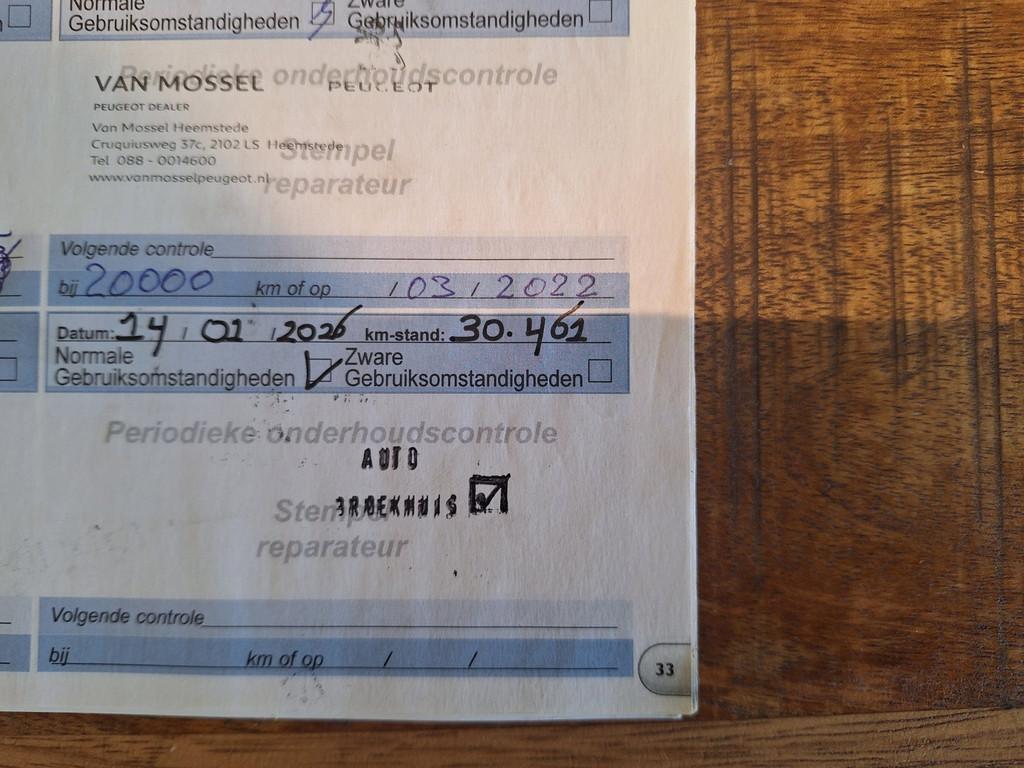 Normale
Gebruiksomstandigheden
Zware
Gebruiksomstandigheden
Periodieke onderhoudscontrole
VAN MOSSEL PEUGEOT
PEUGEOT DEALER
Van Mossel Heemstede
Cruquiusweg 37c, 2102 LS Heemstede
Tel 088 - 0014600
www.vanmosselpeugeot.nl
Stempel
reparateur
Volgende controle
bij 20000 km of op / 03 / 2022
Datum: 14 / 01 / 2026 km-stand: 30.461
Normale
Gebruiksomstandigheden
Zware
Gebruiksomstandigheden
Periodieke onderhoudscontrole
AUTO
BROEKHUIS
Stempel
reparateur
Volgende controle
bij km of op / /
33